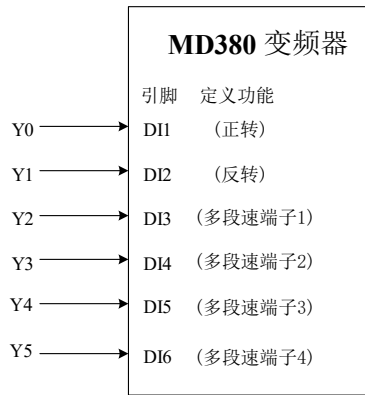 MD380 变频器
引脚 定义功能
Y0 DI1 (正转)
Y1 DI2 (反转)
Y2 DI3 (多段速端子1)
Y3 DI4 (多段速端子2)
Y4 DI5 (多段速端子3)
Y5 DI6 (多段速端子4)